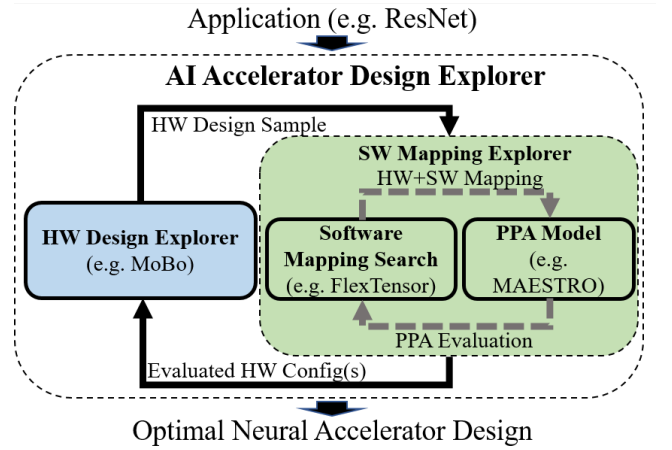 Application (e.g. ResNet)
AI Accelerator Design Explorer
HW Design Sample
SW Mapping Explorer
HW+SW Mapping
HW Design Explorer
(e.g. MoBo)
Software
Mapping Search
(e.g. FlexTensor)
PPA Model
(e.g.
MAESTRO)
PPA Evaluation
Evaluated HW Config(s)
Optimal Neural Accelerator Design